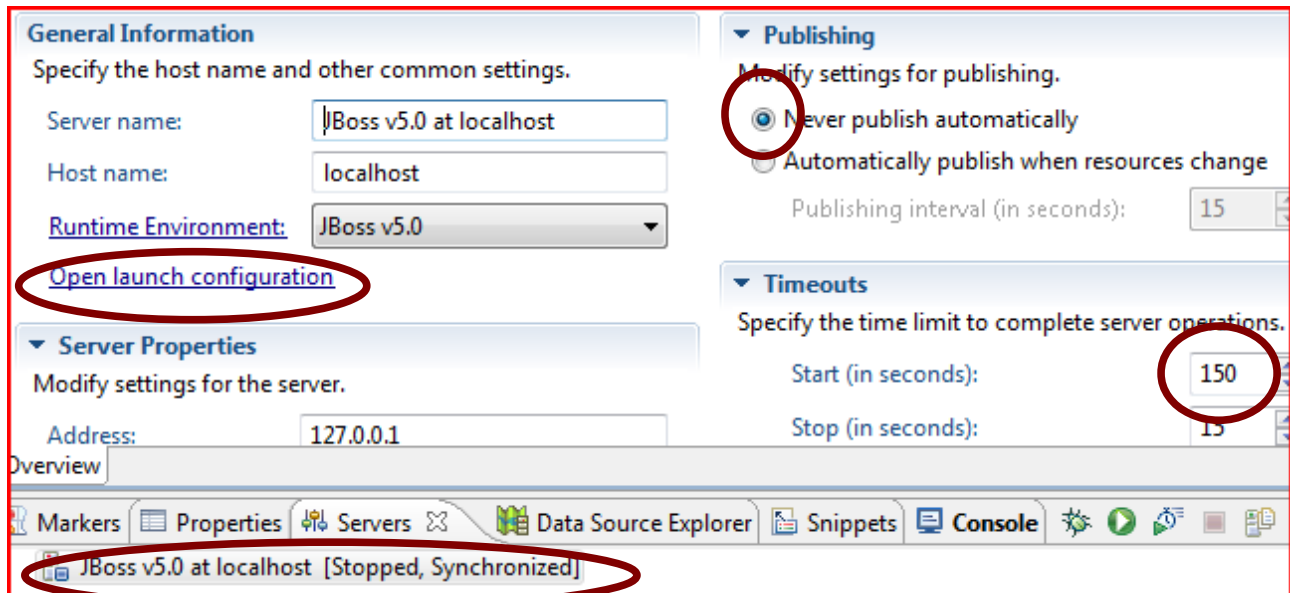 General Information
Specify the host name and other common settings.
Server name: JBoss v5.0 at localhost
Host name: localhost
Runtime Environment: JBoss v5.0
Open launch configuration
Server Properties
Modify settings for the server.
Address: 127.0.0.1
Publishing
Modify settings for publishing.
Never publish automatically
Automatically publish when resources change
Publishing interval (in seconds): 15
Timeouts
Specify the time limit to complete server operations.
Start (in seconds): 150
Stop (in seconds): 15
Overview
Markers Properties Servers Data Source Explorer Snippets Console
JBoss v5.0 at localhost [Stopped, Synchronized]